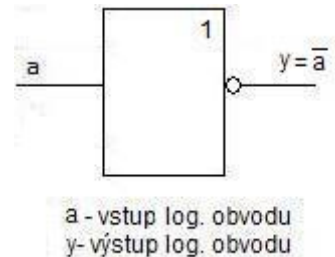 1
a
y = a̅
a - vstup log. obvodu
y- výstup log. obvodu